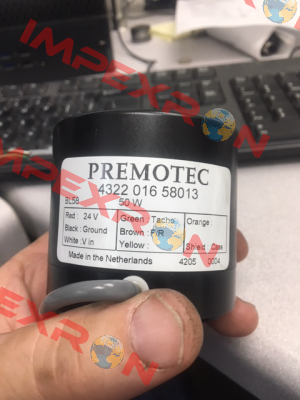 PREMOTEC
4322 016 58013
BL58 50 W
Red : 24 V Green : Tacho Orange :
Black : Ground Brown : F/R
White : V in Yellow : Shield : Case
Made in the Netherlands 4205 0004
IMPEXRON
IMPEXRON
IMPEXRON